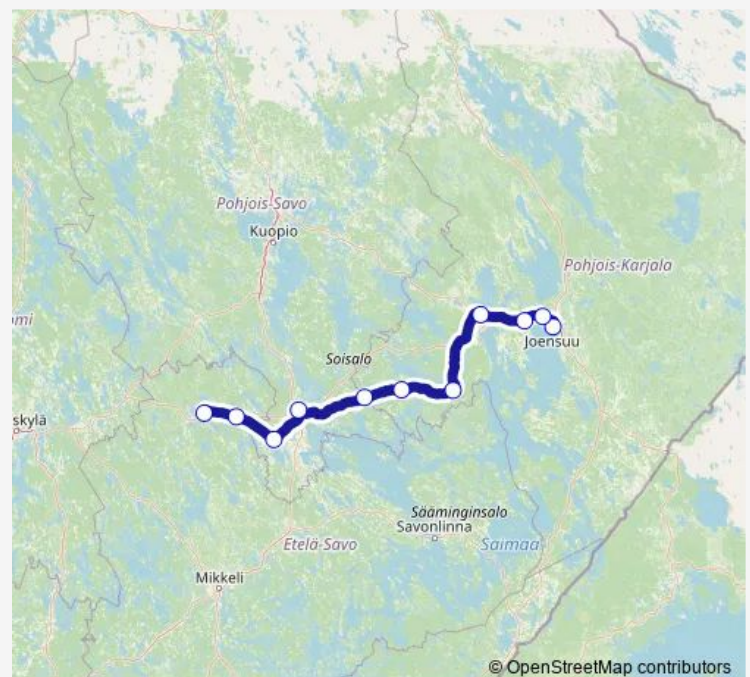 Pohjois-Savo
Kuopio
Pohjois-Karjala
mi
Joensuu
Soisalo
skylä
Sääminginsalo
Savonlinna
Etelä-Savo
Saimaa
Mikkeli
© OpenStreetMap contributors